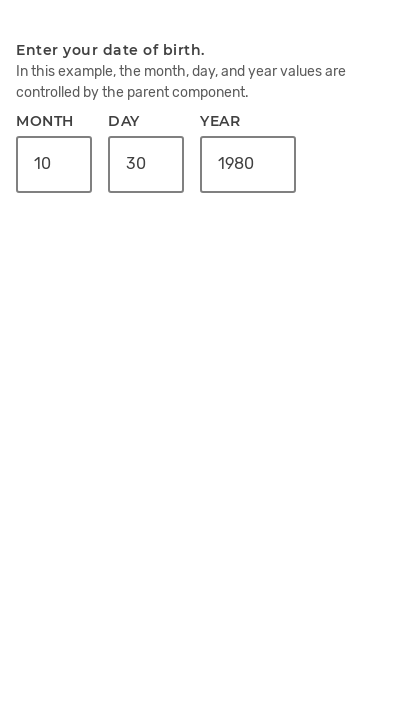 Enter your date of birth.
In this example, the month, day, and year values are
controlled by the parent component.
MONTH DAY YEAR
10 30 1980